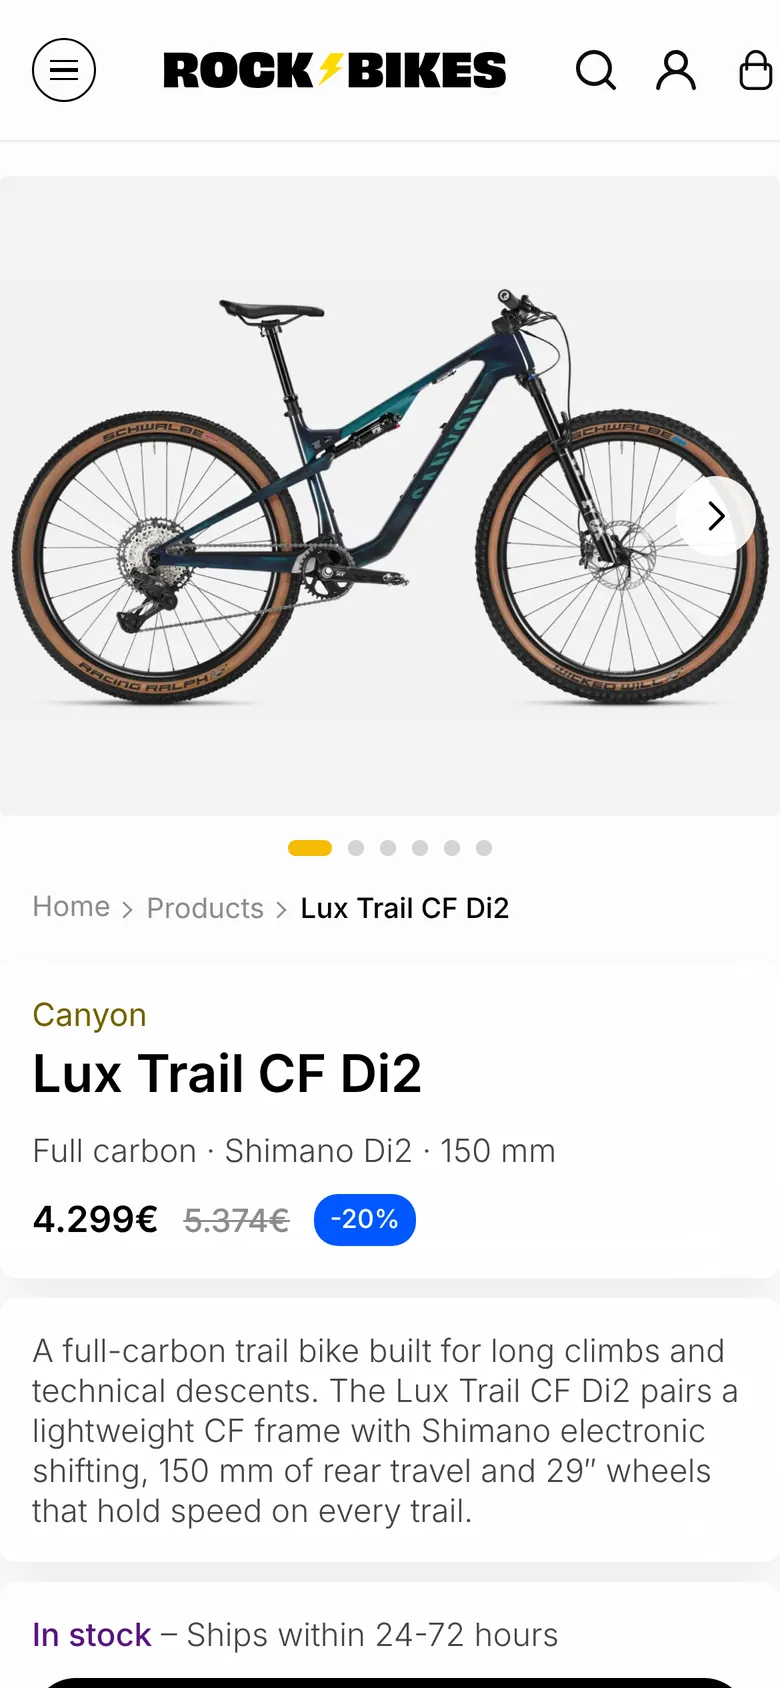 ROCK BIKES
SCHWALBE
SCHWALBE
CANYON
RACING RALPH
WICKED WILL
Home > Products > Lux Trail CF Di2
Canyon
Lux Trail CF Di2
Full carbon · Shimano Di2 · 150 mm
4.299€ 5.374€ -20%
A full-carbon trail bike built for long climbs and
technical descents. The Lux Trail CF Di2 pairs a
lightweight CF frame with Shimano electronic
shifting, 150 mm of rear travel and 29″ wheels
that hold speed on every trail.
In stock – Ships within 24-72 hours